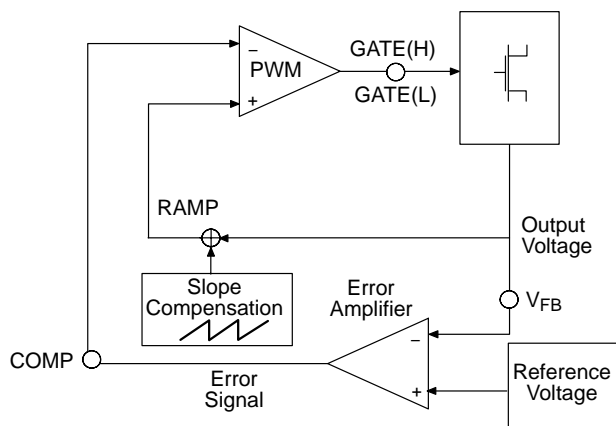 GATE(H)
−
PWM
GATE(L)
+
RAMP
Output
Voltage
Slope
Compensation
Error
Amplifier
VFB
−
COMP
Error
Signal
+
Reference
Voltage